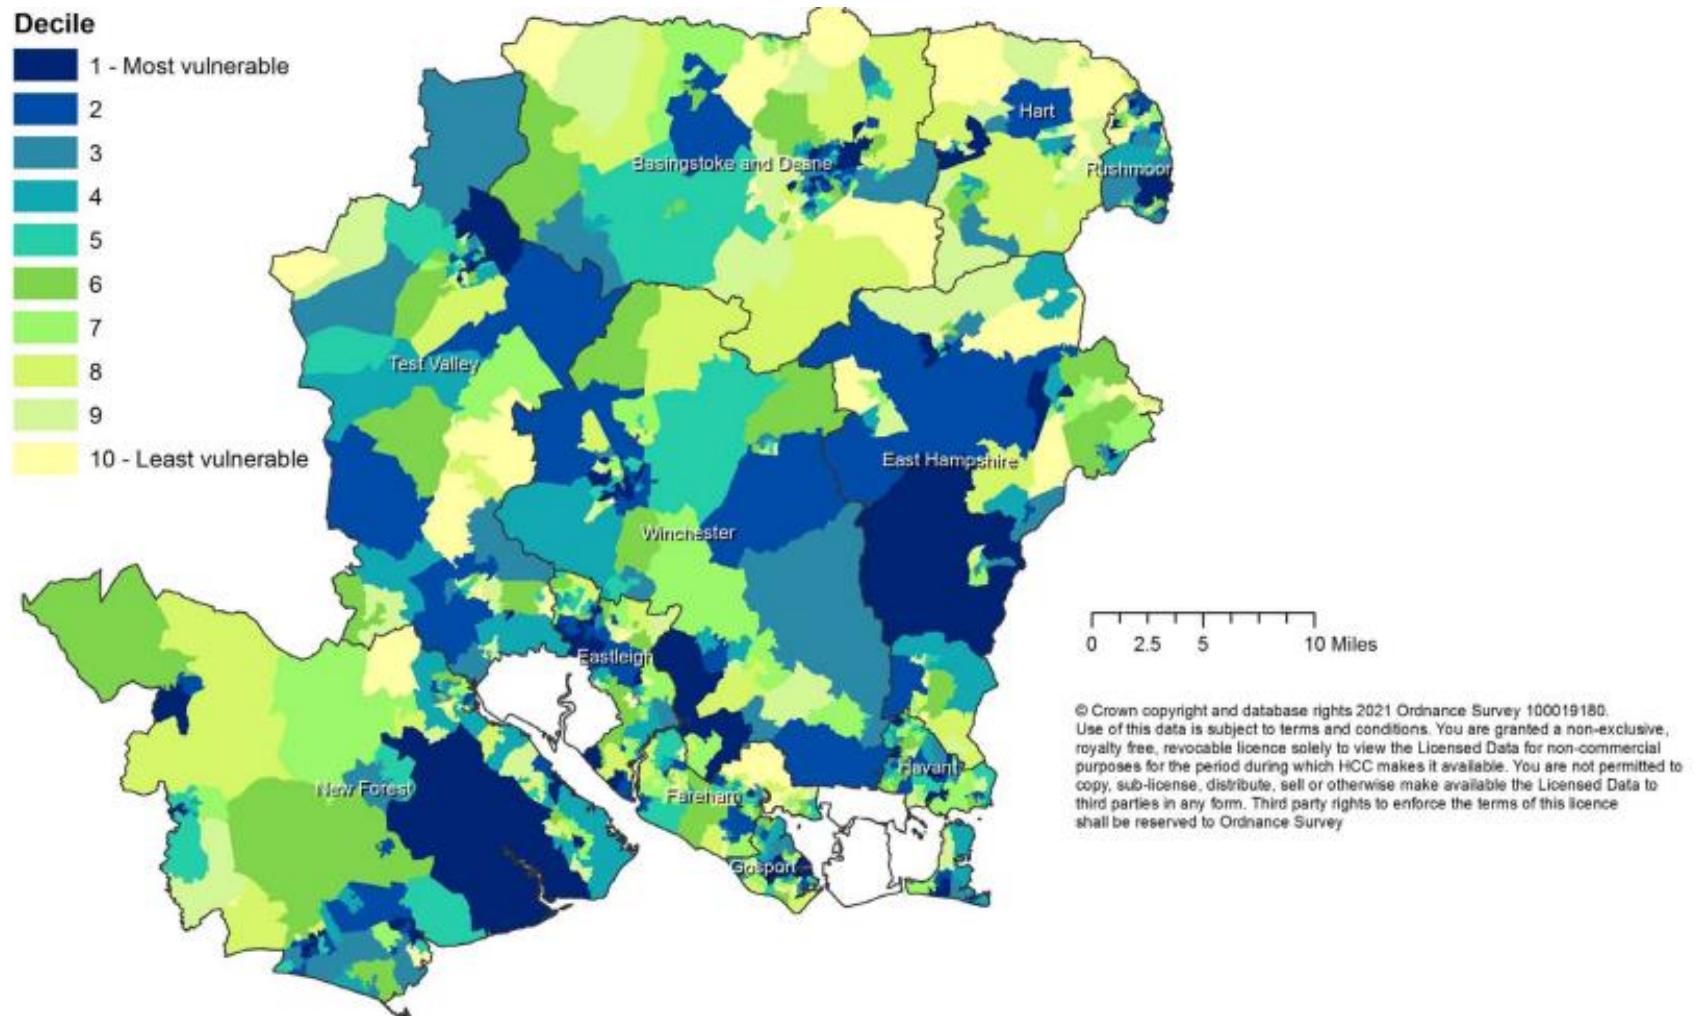 Decile
1 - Most vulnerable
2
3
4
5
6
7
8
9
10 - Least vulnerable
Hart
Basingstoke and Deane
Rushmoor
Test Valley
East Hampshire
Winchester
Eastleigh
New Forest
Havant
Fareham
Gosport
0 2.5 5 10 Miles
© Crown copyright and database rights 2021 Ordnance Survey 100019180.
Use of this data is subject to terms and conditions. You are granted a non-exclusive,
royalty free, revocable licence solely to view the Licensed Data for non-commercial
purposes for the period during which HCC makes it available. You are not permitted to
copy, sub-license, distribute, sell or otherwise make available the Licensed Data to
third parties in any form. Third party rights to enforce the terms of this licence
shall be reserved to Ordnance Survey